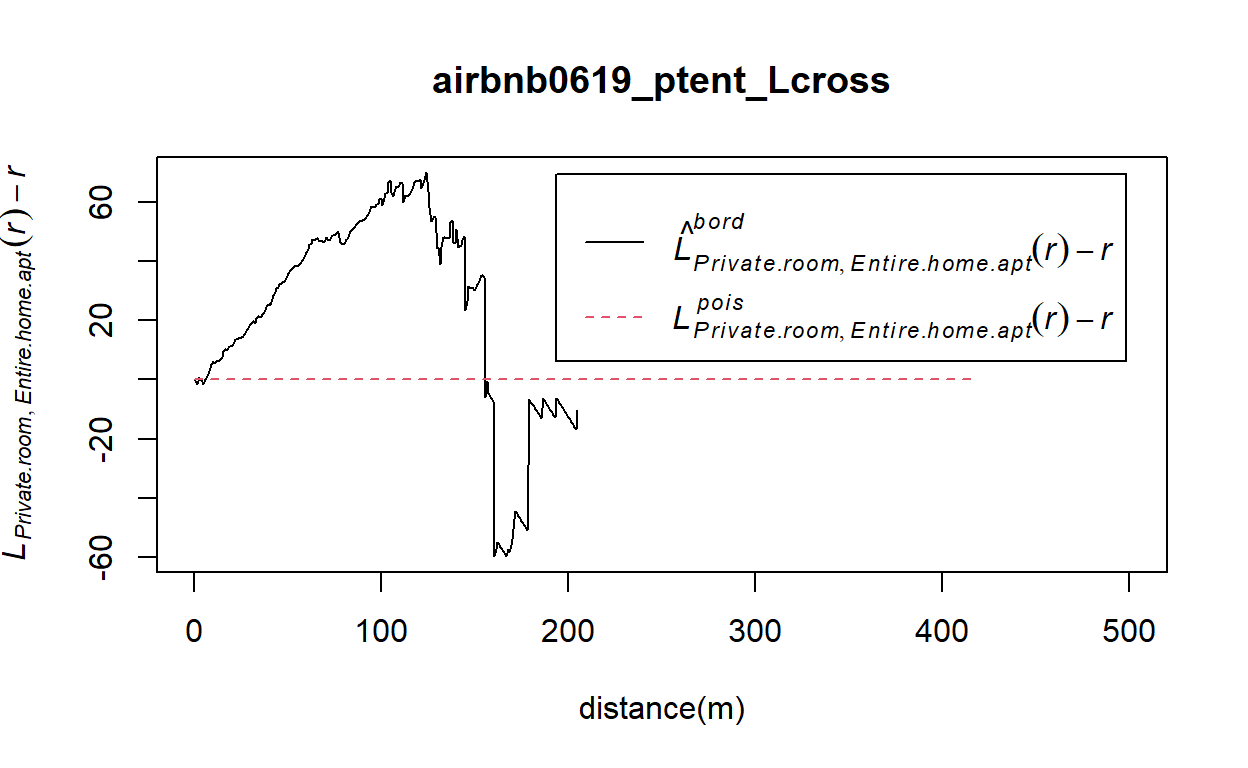 airbnb0619_ptent_Lcross
L Private.room, Entire.home.apt (r) − r
60
20
-20
-60
L̂ bord Private.room, Entire.home.apt (r) − r
L pois Private.room, Entire.home.apt (r) − r
0 100 200 300 400 500
distance(m)